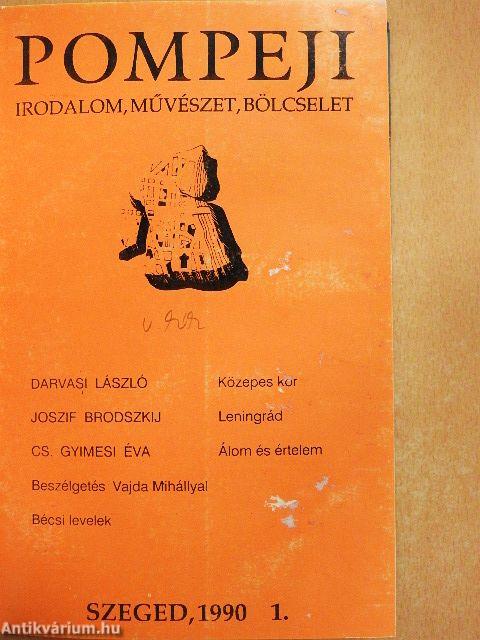 POMPEJI
IRODALOM, MŰVÉSZET, BÖLCSELET
DARVASI LÁSZLÓ Közepes kor
JOSZIF BRODSZKIJ Leningrád
CS. GYIMESI ÉVA Álom és értelem
Beszélgetés Vajda Mihállyal
Bécsi levelek
SZEGED, 1990 1.
Antikvárium.hu